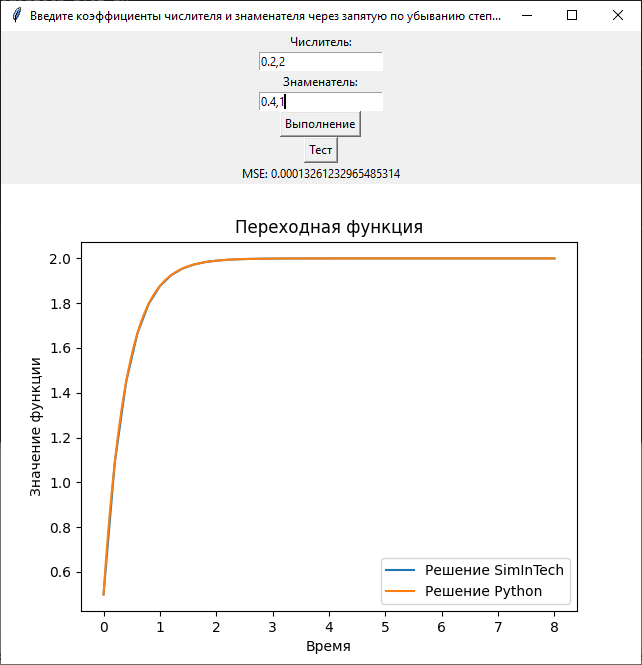 Введите коэффициенты числителя и знаменателя через запятую по убыванию степ...
Числитель:
0.2,2
Знаменатель:
0.4,1
Выполнение
Тест
MSE: 0.00013261232965485314
Переходная функция
2.0
1.8
1.6
1.4
1.2
1.0
0.8
0.6
Значение функции
Решение SimInTech
Решение Python
0 1 2 3 4 5 6 7 8
Время